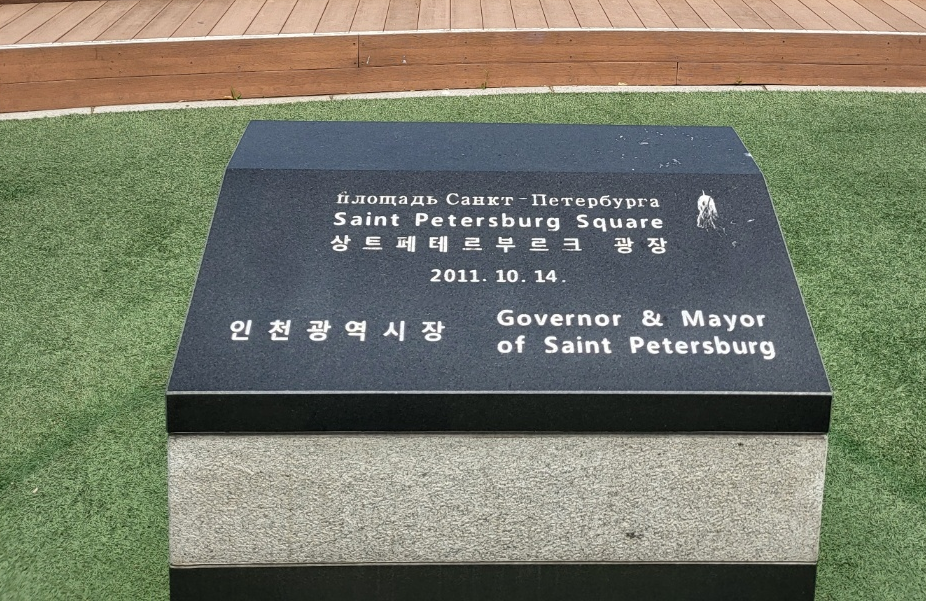 площадь Санкт-Петербурга
Saint Petersburg Square
상트페테르부르크 광장
2011. 10. 14.
인천광역시장
Governor & Mayor
of Saint Petersburg